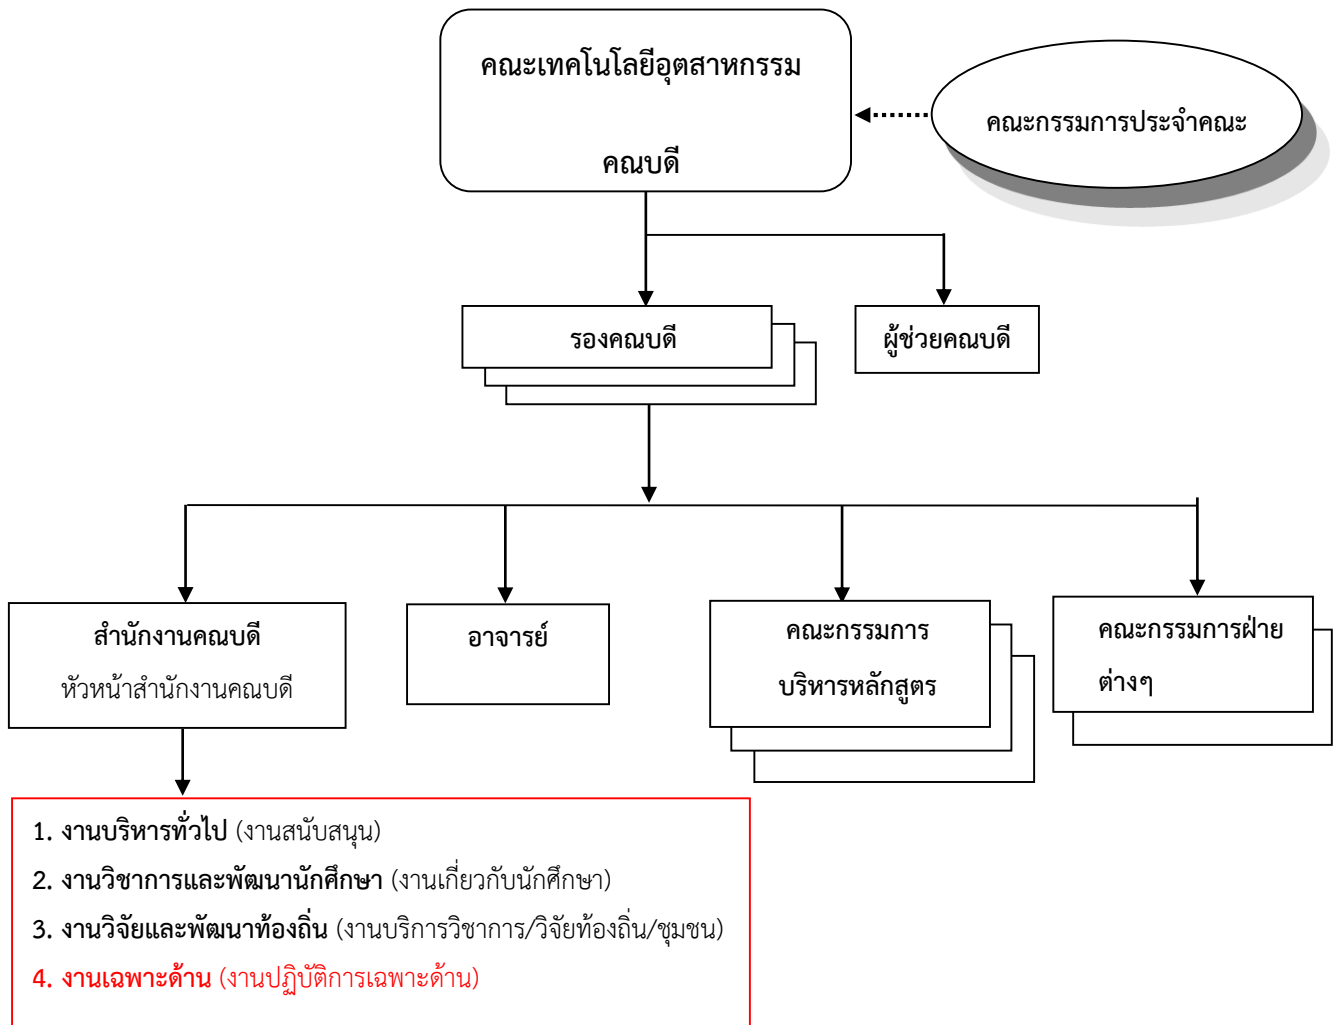 คณะเทคโนโลยีอุตสาหกรรม
คณบดี
คณะกรรมการประจำคณะ
รองคณบดี
ผู้ช่วยคณบดี
สำนักงานคณบดี
หัวหน้าสำนักงานคณบดี
อาจารย์
คณะกรรมการ
บริหารหลักสูตร
คณะกรรมการฝ่าย
ต่างๆ
1. งานบริหารทั่วไป (งานสนับสนุน)
2. งานวิชาการและพัฒนานักศึกษา (งานเกี่ยวกับนักศึกษา)
3. งานวิจัยและพัฒนาท้องถิ่น (งานบริการวิชาการ/วิจัยท้องถิ่น/ชุมชน)
4. งานเฉพาะด้าน (งานปฏิบัติการเฉพาะด้าน)